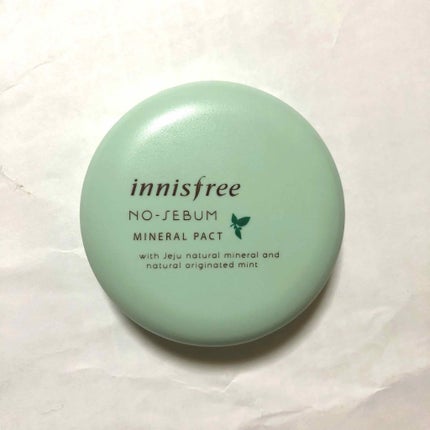 innisfree
NO-SEBUM
MINERAL PACT
with Jeju natural mineral and
natural originated mint